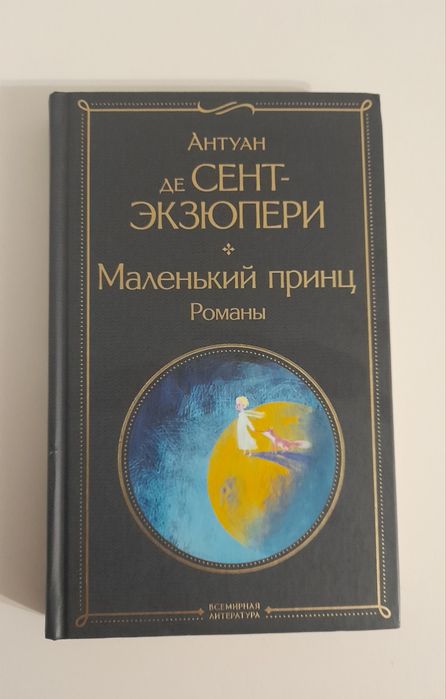 Антуан
де СЕНТ-
ЭКЗЮПЕРИ
Маленький принц
Романы
ВСЕМИРНАЯ
ЛИТЕРАТУРА